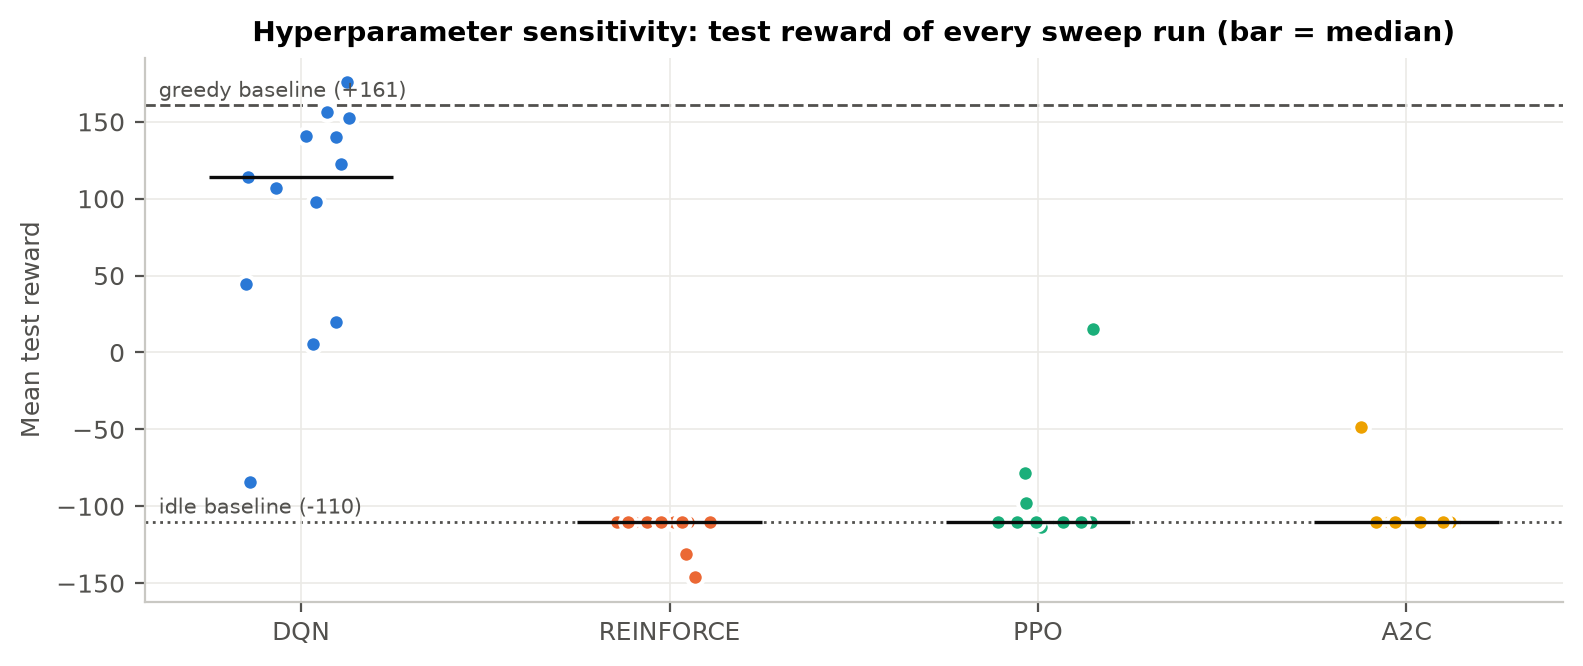 Hyperparameter sensitivity: test reward of every sweep run (bar = median)
greedy baseline (+161)
150
100
50
0
−50
−100
−150
Mean test reward
idle baseline (-110)
DQN
REINFORCE
PPO
A2C